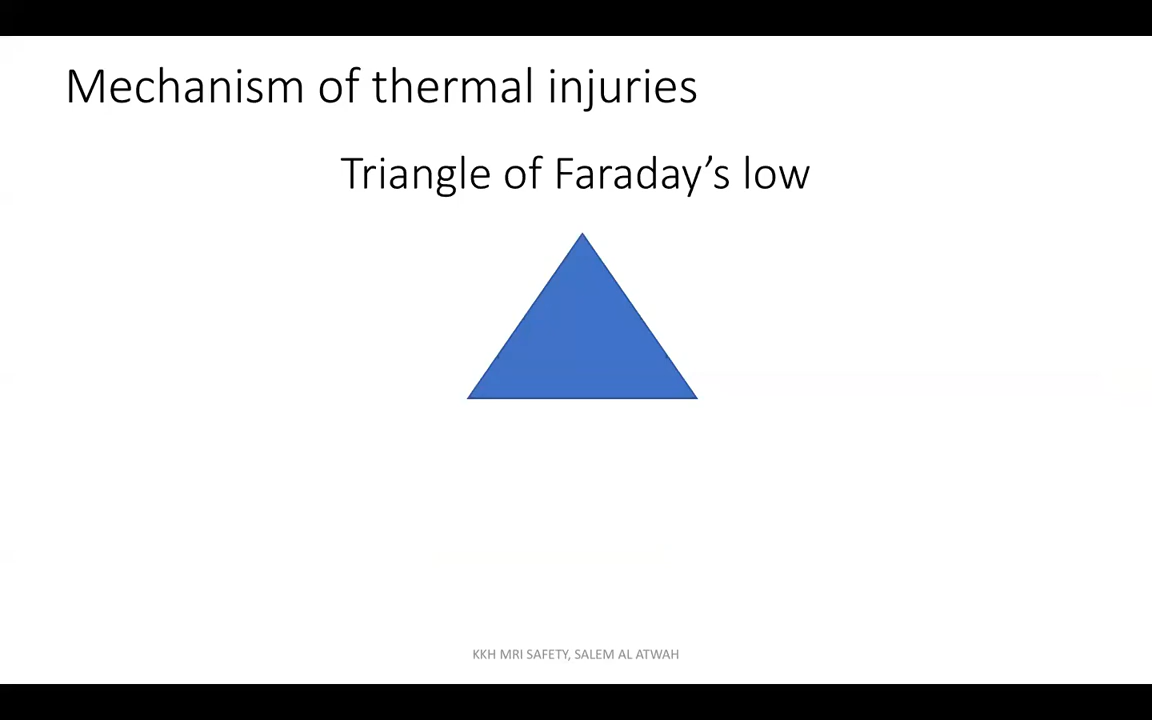 Mechanism of thermal injuries
Triangle of Faraday’s low
KKH MRI SAFETY, SALEM AL ATWAH